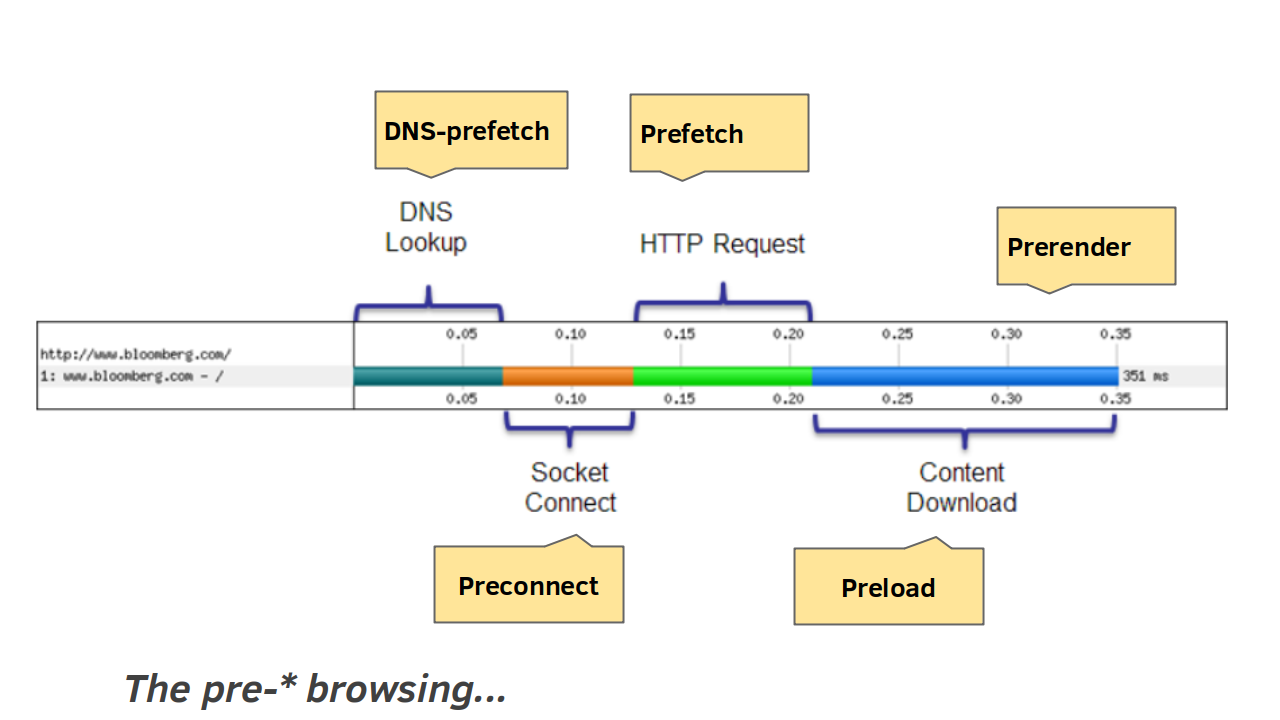 DNS-prefetch
Prefetch
DNS
Lookup
HTTP Request
Prerender
0.05 0.10 0.15 0.20 0.25 0.30 0.35
http://www.bloomberg.com/
1: www.bloomberg.com - /
351 ms
0.05 0.10 0.15 0.20 0.25 0.30 0.35
Socket
Connect
Content
Download
Preconnect
Preload
The pre-* browsing...